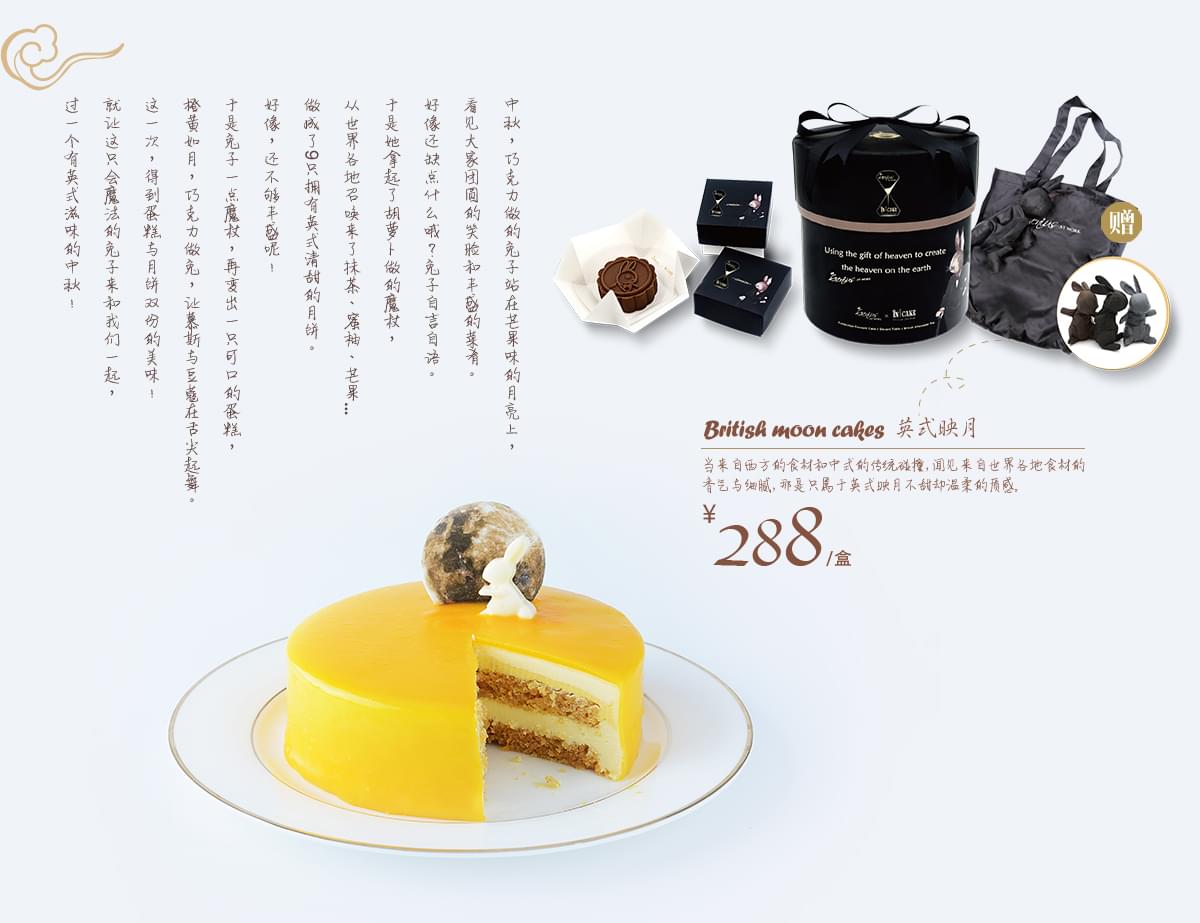 中秋，巧克力做的兔子站在芒果味的月亮上，
看见大家团圆的笑脸和丰盛的菜肴。
好像还缺点什么哦？兔子自言自语。
于是她拿起了胡萝卜做的魔杖，
从世界各地召唤来了抹茶、蜜柚、芒果…
做成了9只拥有英式清甜的月饼。
好像，还不够丰盛呢！
于是兔子一点魔杖，再变出一只可口的蛋糕，
橙黄如月，巧克力做兔，让慕斯与豆蔻在舌尖起舞。
这一次，得到蛋糕与月饼双份的美味！
就让这只会魔法的兔子来和我们一起，
过一个有英式滋味的中秋！
Using the gift of heaven to create
the heaven on the earth
AT WORK
× INCAKE
AT WORK
赠
British moon cakes 英式映月
当来自西方的食材和中式的传统碰撞，闻见来自世界各地食材的
香气与细腻，那是只属于英式映月不甜却温柔的质感。
¥288/盒